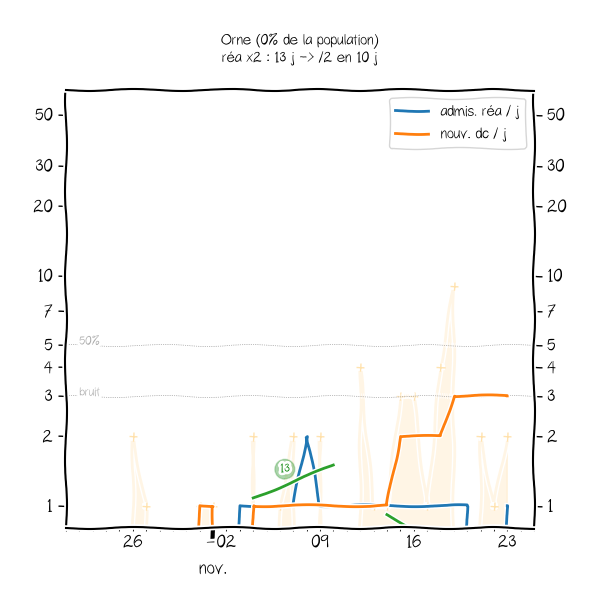 Orne (0% de la population)
réa x2 : 13 j -> /2 en 10 j
admis. réa / j
nouv. dc / j
50 50
30 30
20 20
10 10
7 7
5 50% 5
4 4
3 bruit 3
2 2
13
1 1
26 02 09 16 23
nov.